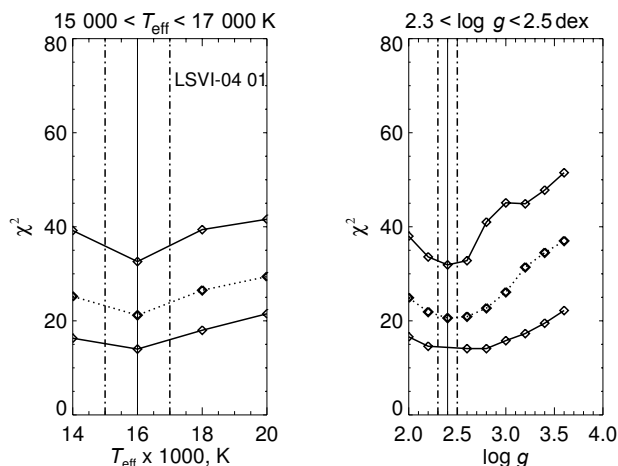 15 000 < T_eff < 17 000 K
LSVI-04 01
χ²
80
60
40
20
0
14 16 18 20
T_eff x 1000, K
2.3 < log g < 2.5 dex
χ²
80
60
40
20
0
2.0 2.5 3.0 3.5 4.0
log g